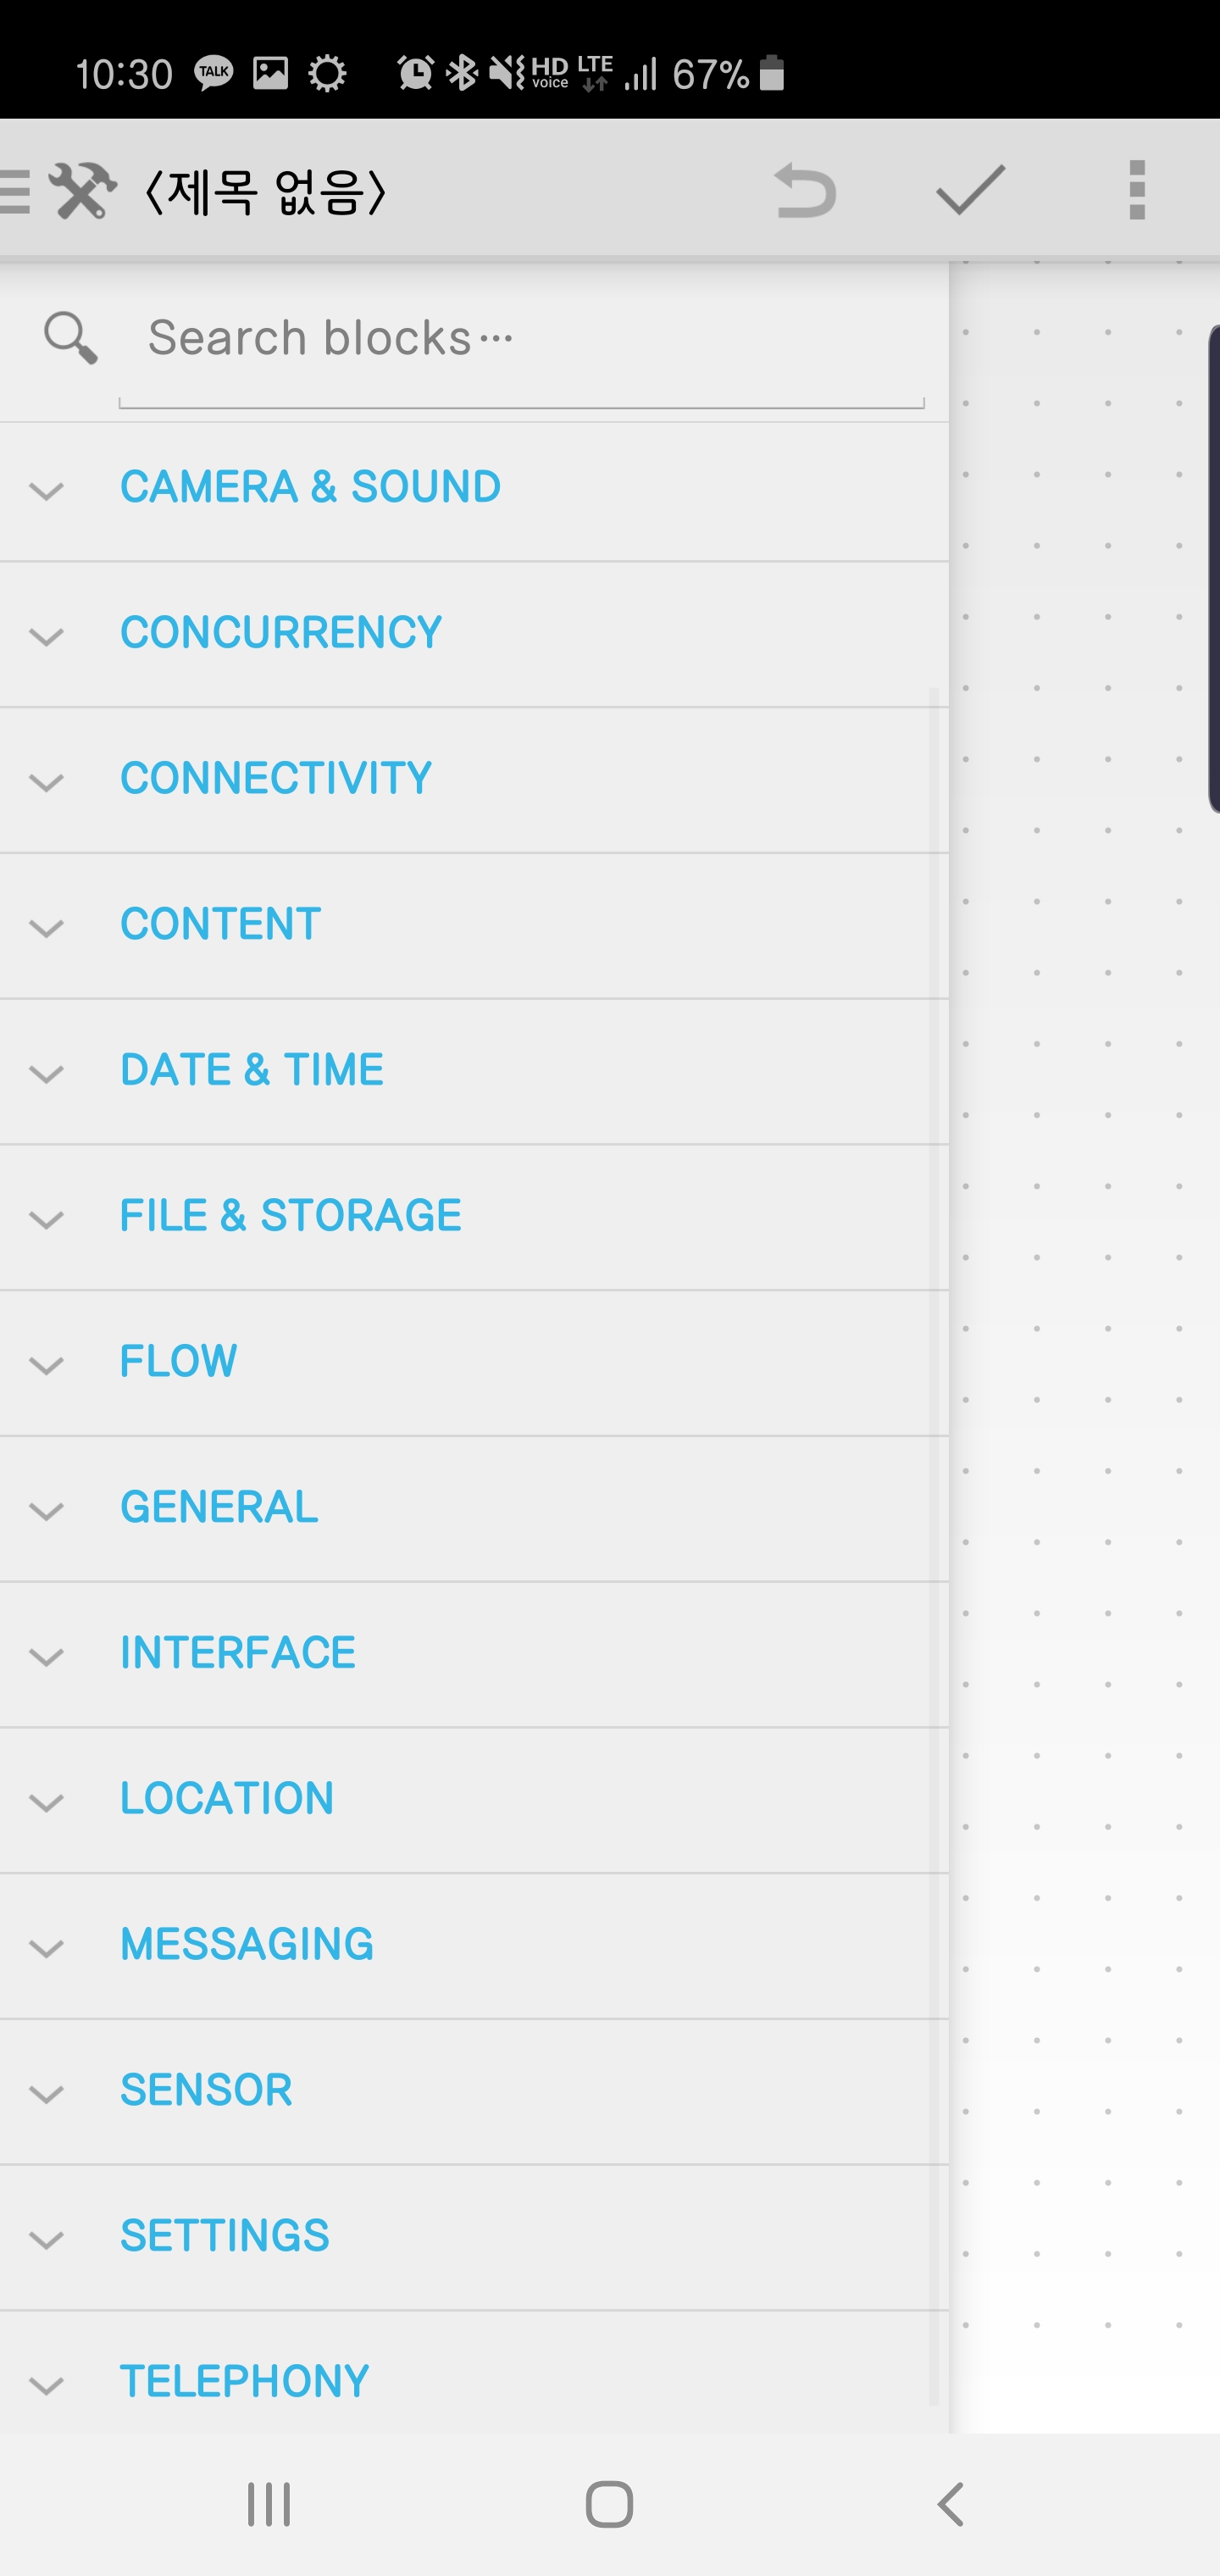 10:30 TALK HD voice LTE 67%
〈제목 없음〉
Search blocks…
CAMERA & SOUND
CONCURRENCY
CONNECTIVITY
CONTENT
DATE & TIME
FILE & STORAGE
FLOW
GENERAL
INTERFACE
LOCATION
MESSAGING
SENSOR
SETTINGS
TELEPHONY